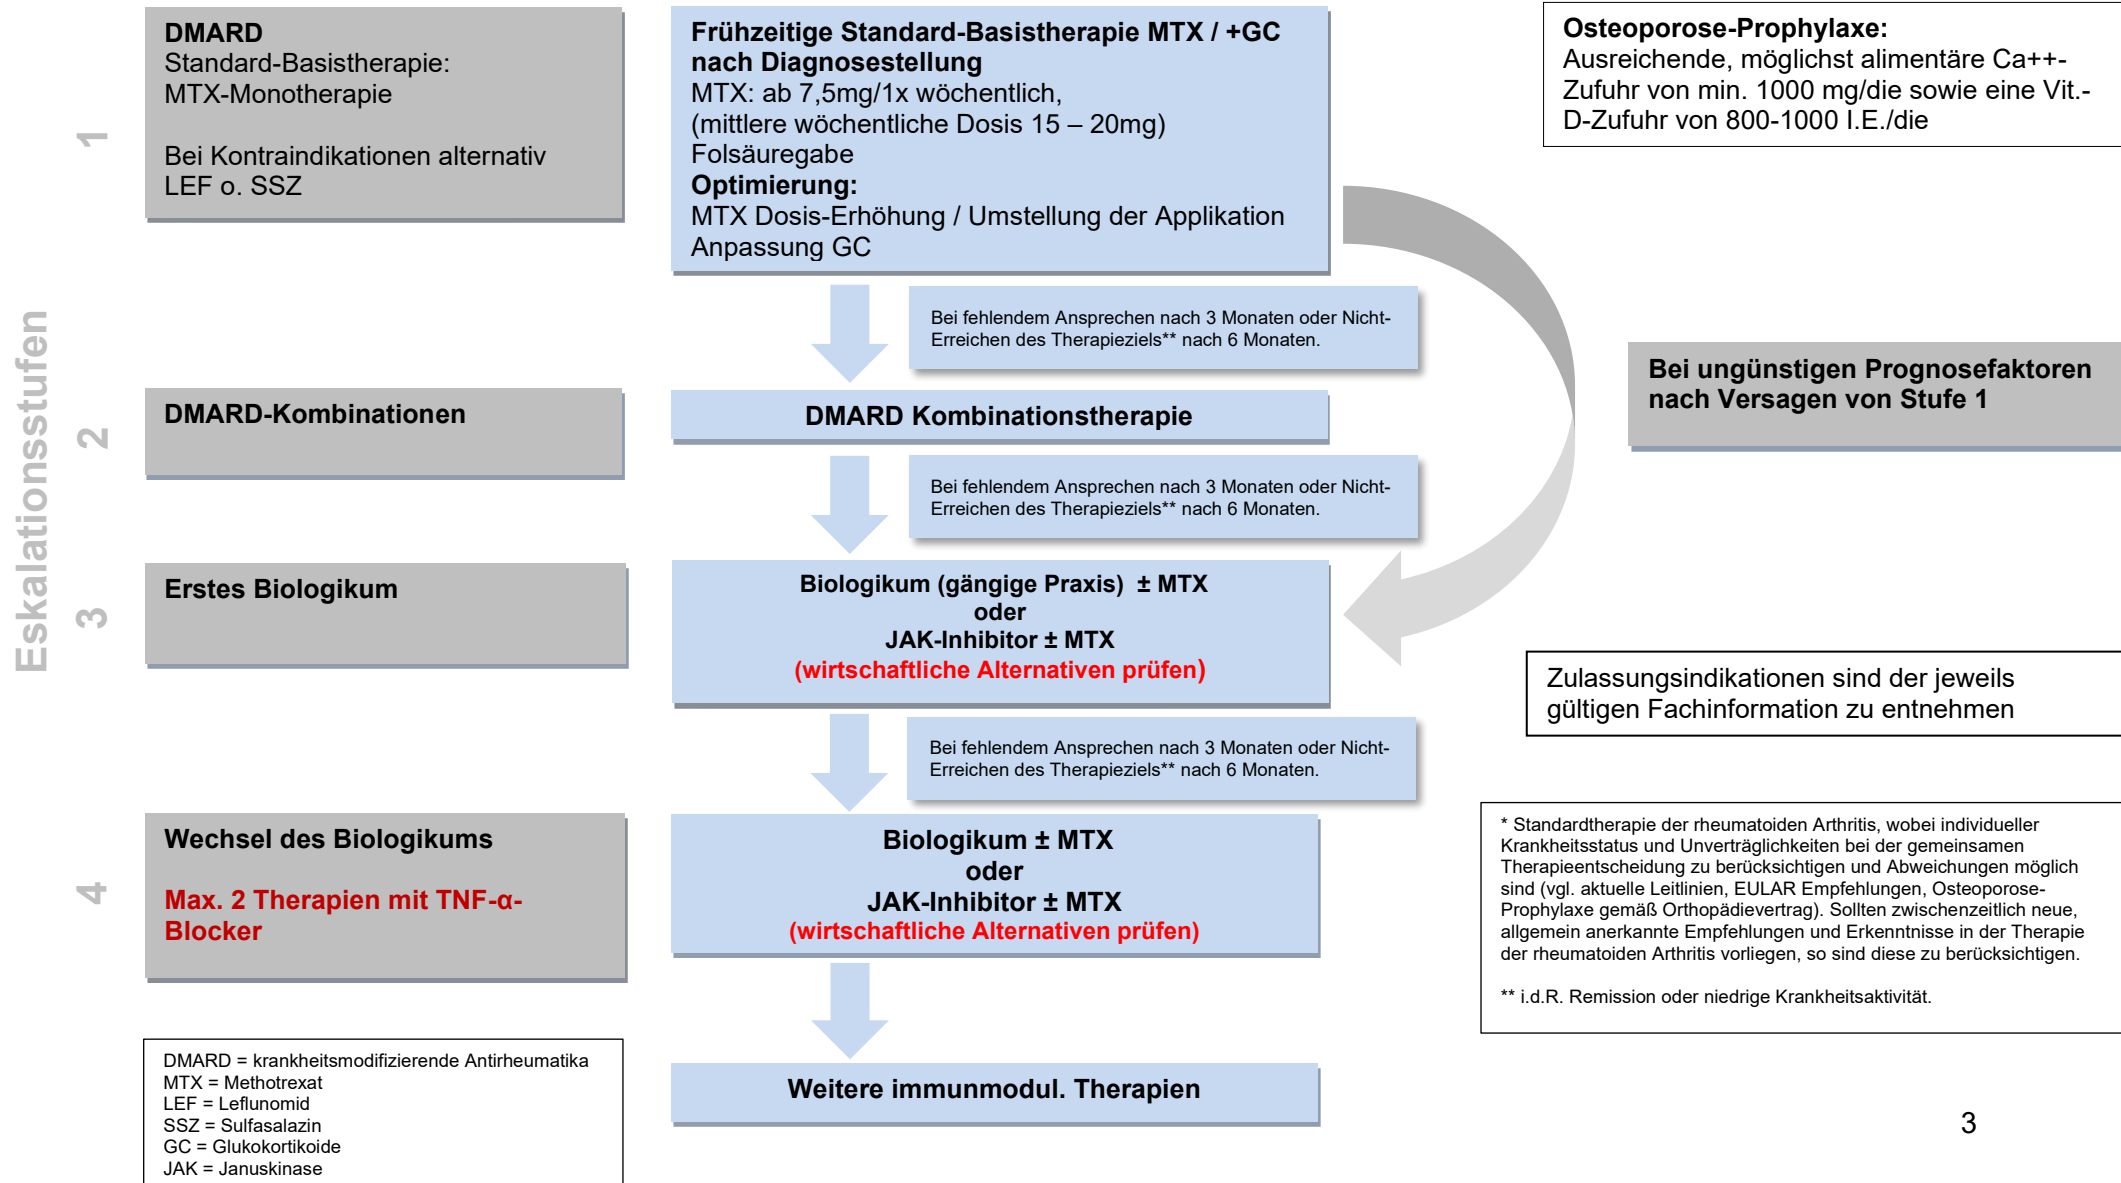 Eskalationsstufen
1
DMARD
Standard-Basistherapie:
MTX-Monotherapie
Bei Kontraindikationen alternativ
LEF o. SSZ
Frühzeitige Standard-Basistherapie MTX / +GC
nach Diagnosestellung
MTX: ab 7,5mg/1x wöchentlich,
(mittlere wöchentliche Dosis 15 – 20mg)
Folsäuregabe
Optimierung:
MTX Dosis-Erhöhung / Umstellung der Applikation
Anpassung GC
Osteoporose-Prophylaxe:
Ausreichende, möglichst alimentäre Ca++-
Zufuhr von min. 1000 mg/die sowie eine Vit.-
D-Zufuhr von 800-1000 I.E./die
Bei fehlendem Ansprechen nach 3 Monaten oder Nicht-
Erreichen des Therapieziels** nach 6 Monaten.
Bei ungünstigen Prognosefaktoren
nach Versagen von Stufe 1
2
DMARD-Kombinationen
DMARD Kombinationstherapie
Bei fehlendem Ansprechen nach 3 Monaten oder Nicht-
Erreichen des Therapieziels** nach 6 Monaten.
3
Erstes Biologikum
Biologikum (gängige Praxis) ± MTX
oder
JAK-Inhibitor ± MTX
(wirtschaftliche Alternativen prüfen)
Zulassungsindikationen sind der jeweils
gültigen Fachinformation zu entnehmen
Bei fehlendem Ansprechen nach 3 Monaten oder Nicht-
Erreichen des Therapieziels** nach 6 Monaten.
4
Wechsel des Biologikums
Max. 2 Therapien mit TNF-α-
Blocker
Biologikum ± MTX
oder
JAK-Inhibitor ± MTX
(wirtschaftliche Alternativen prüfen)
* Standardtherapie der rheumatoiden Arthritis, wobei individueller
Krankheitsstatus und Unverträglichkeiten bei der gemeinsamen
Therapieentscheidung zu berücksichtigen und Abweichungen möglich
sind (vgl. aktuelle Leitlinien, EULAR Empfehlungen, Osteoporose-
Prophylaxe gemäß Orthopädievertrag). Sollten zwischenzeitlich neue,
allgemein anerkannte Empfehlungen und Erkenntnisse in der Therapie
der rheumatoiden Arthritis vorliegen, so sind diese zu berücksichtigen.
** i.d.R. Remission oder niedrige Krankheitsaktivität.
Weitere immunmodul. Therapien
DMARD = krankheitsmodifizierende Antirheumatika
MTX = Methotrexat
LEF = Leflunomid
SSZ = Sulfasalazin
GC = Glukokortikoide
JAK = Januskinase
3